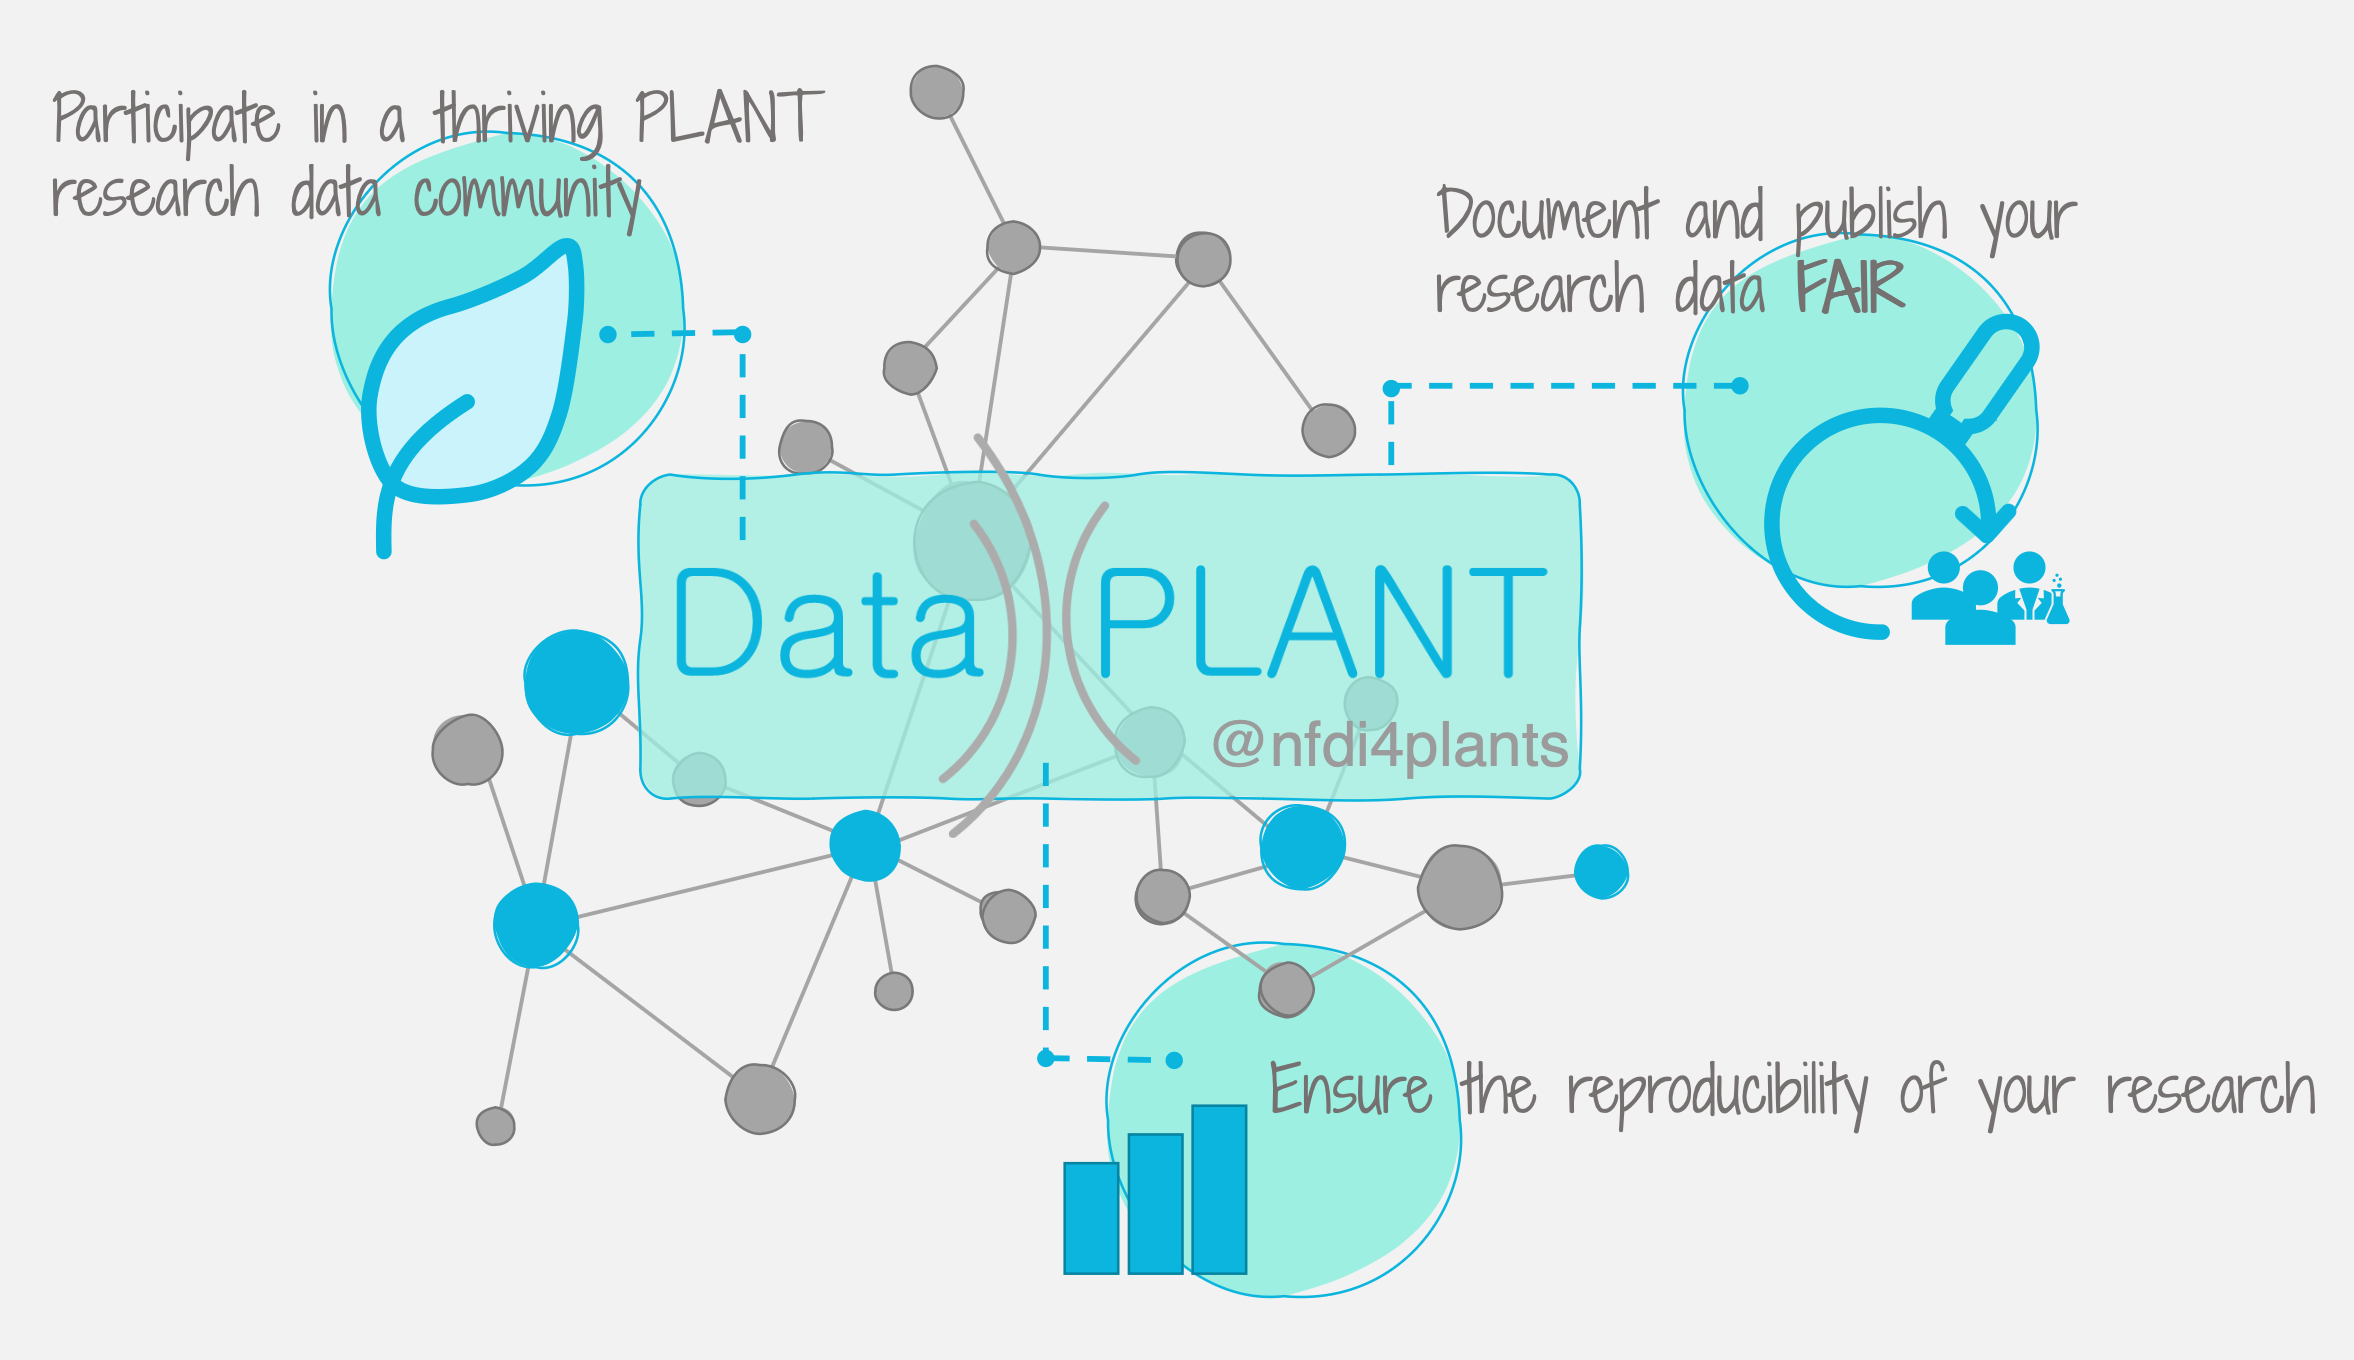 Participate in a thriving PLANT
research data community
Document and publish your
research data FAIR
Data PLANT
@nfdi4plants
Ensure the reproducibility of your research